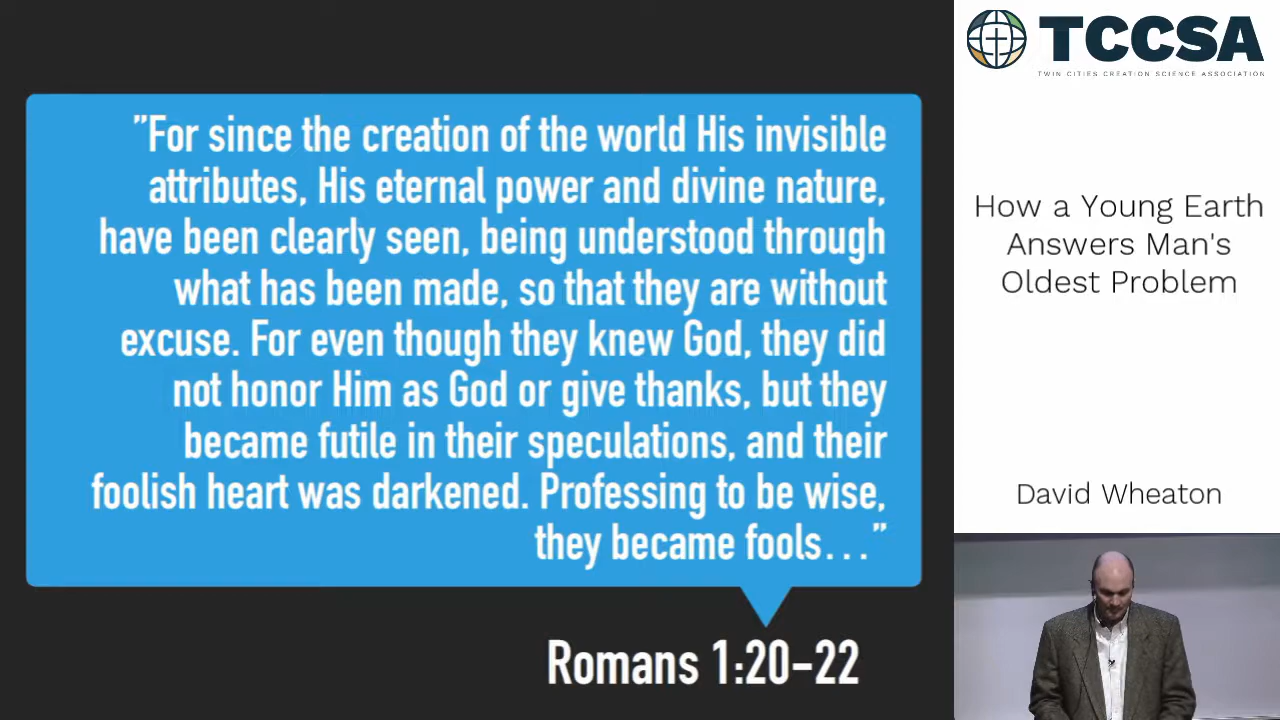 "For since the creation of the world His invisible
attributes, His eternal power and divine nature,
have been clearly seen, being understood through
what has been made, so that they are without
excuse. For even though they knew God, they did
not honor Him as God or give thanks, but they
became futile in their speculations, and their
foolish heart was darkened. Professing to be wise,
they became fools..."
Romans 1:20-22
TCCSA
TWIN CITIES CREATION SCIENCE ASSOCIATION
How a Young Earth
Answers Man's
Oldest Problem
David Wheaton